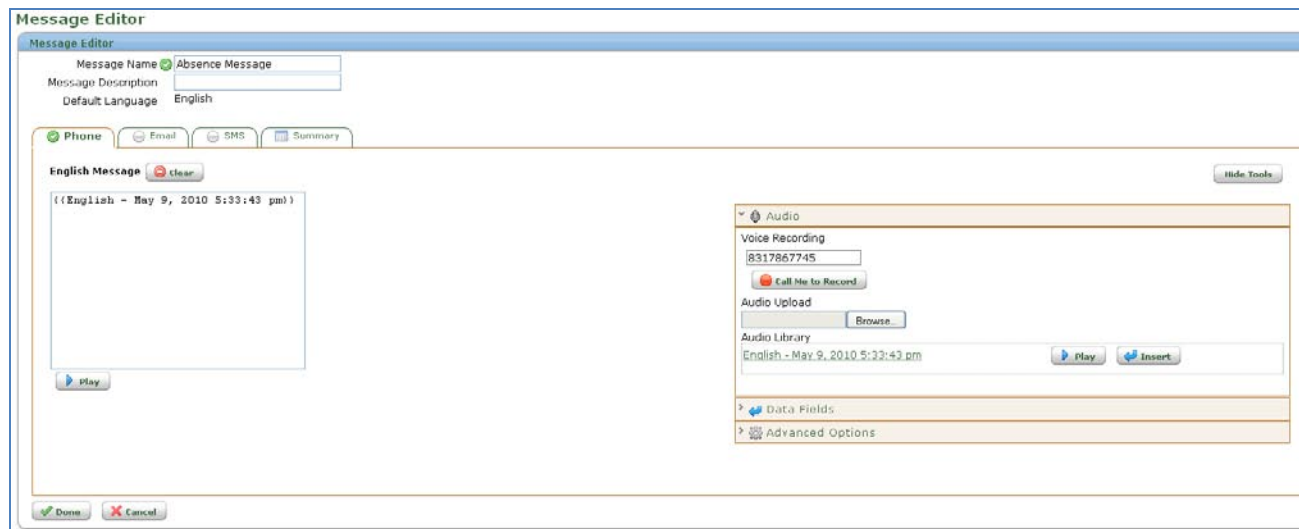 Message Editor
Message Editor
Message Name Absence Message
Message Description
Default Language English
Phone Email SMS Summary
English Message Clear
Hide Tools
((English - May 9, 2010 5:33:43 pm))
Play
Audio
Voice Recording
8317867745
Call Me to Record
Audio Upload
Browse...
Audio Library
English - May 9, 2010 5:33:43 pm Play Insert
Data Fields
Advanced Options
Done Cancel